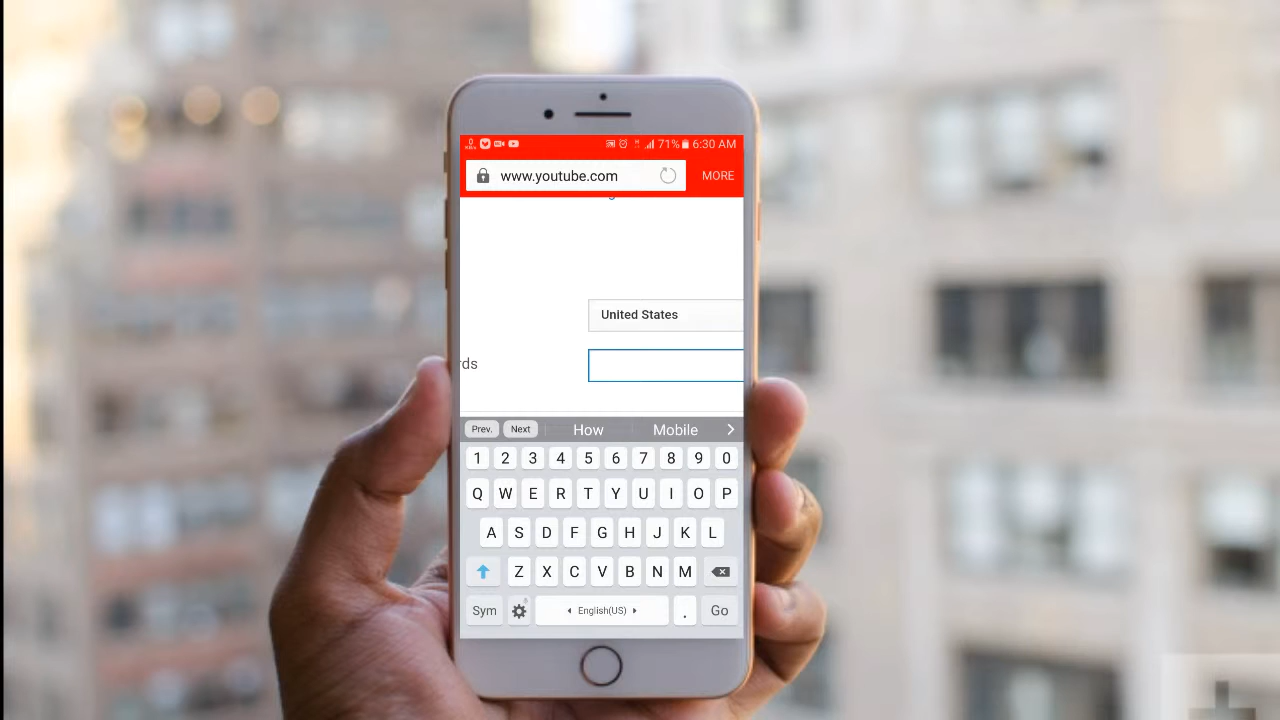 71% 6:30 AM
www.youtube.com MORE
United States
rds
Prev. Next How Mobile
1 2 3 4 5 6 7 8 9 0
Q W E R T Y U I O P
A S D F G H J K L
Z X C V B N M
Sym English(US) . Go